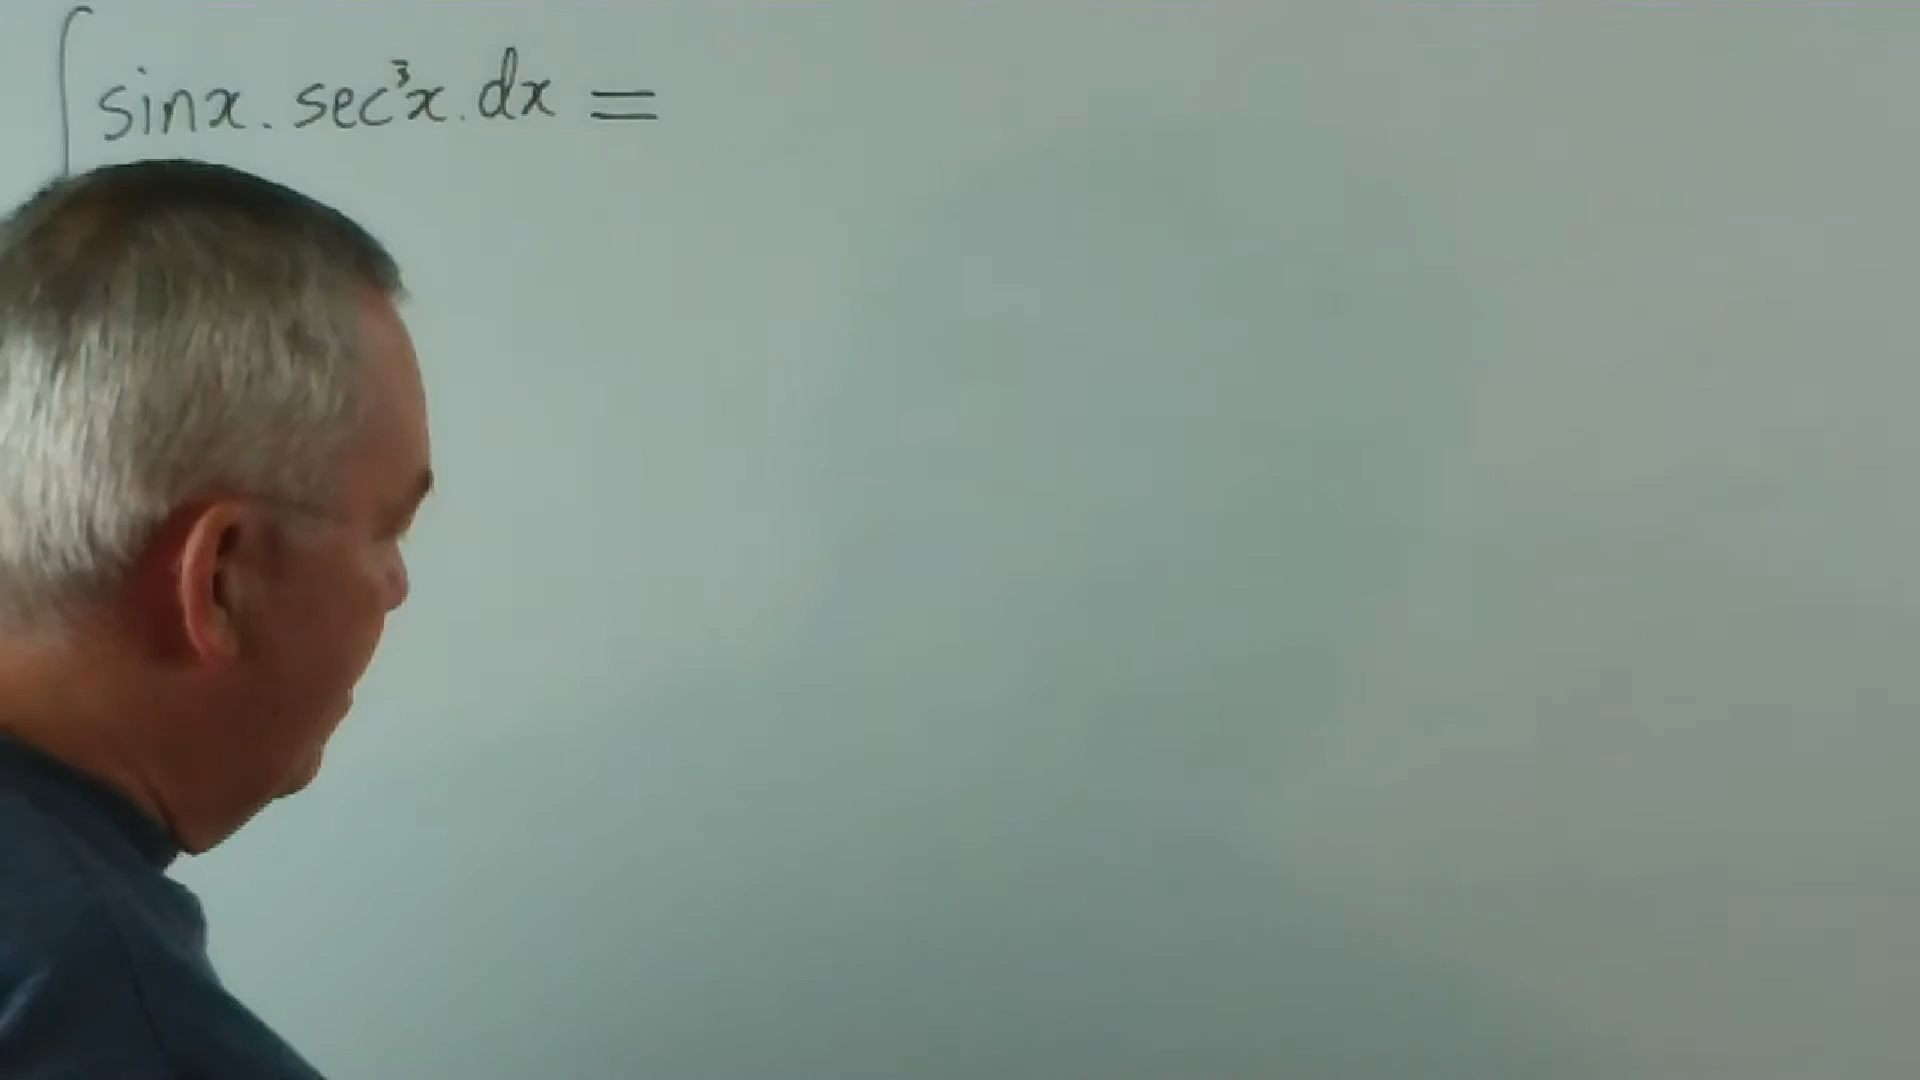 ∫ sinx . sec³x . dx =